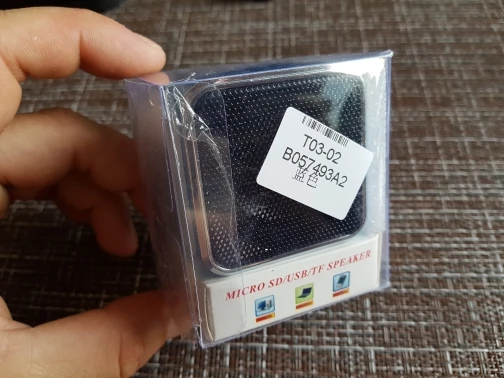 T03-02
B057493A2
蓝色
MICRO SD/USB/TF SPEAKER